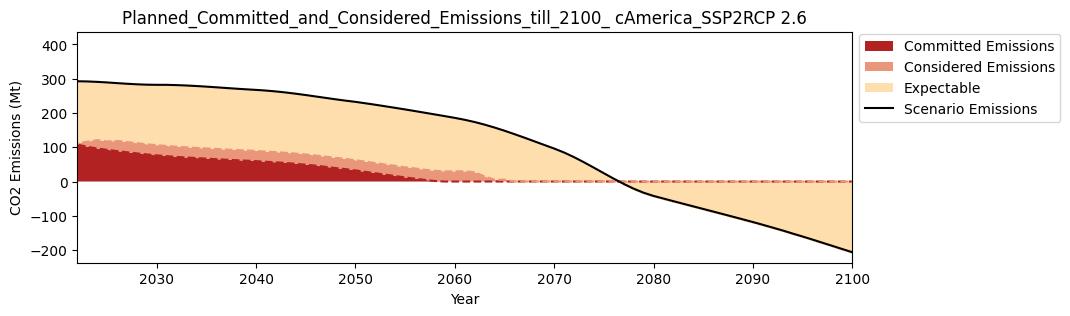 Planned_Committed_and_Considered_Emissions_till_2100_ cAmerica_SSP2RCP 2.6
CO2 Emissions (Mt)
400
300
200
100
0
−100
−200
2030
2040
2050
2060
2070
2080
2090
2100
Year
Committed Emissions
Considered Emissions
Expectable
Scenario Emissions